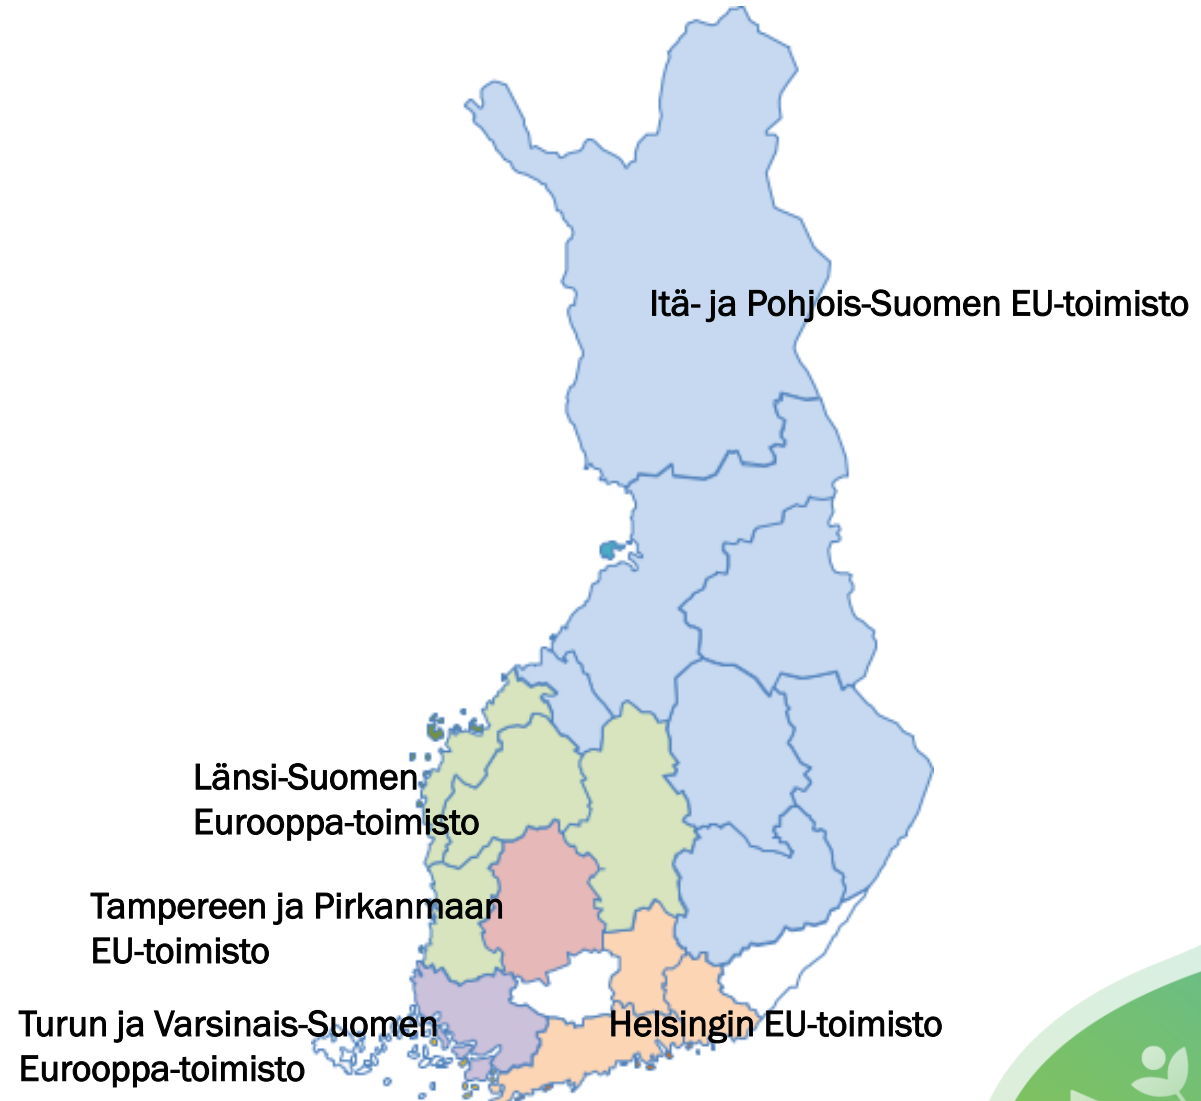 Itä- ja Pohjois-Suomen EU-toimisto
Länsi-Suomen
Eurooppa-toimisto
Tampereen ja Pirkanmaan
EU-toimisto
Turun ja Varsinais-Suomen
Eurooppa-toimisto
Helsingin EU-toimisto